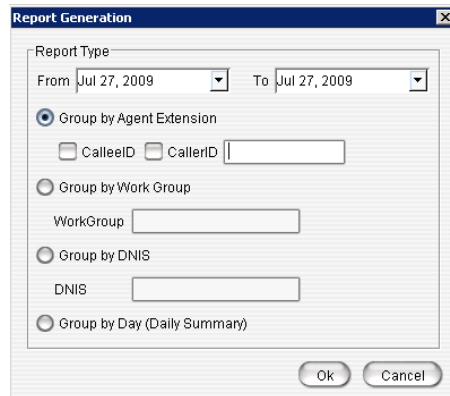 Report Generation
Report Type
From Jul 27, 2009 To Jul 27, 2009
Group by Agent Extension
CalleeID CallerID
Group by Work Group
WorkGroup
Group by DNIS
DNIS
Group by Day (Daily Summary)
Ok Cancel